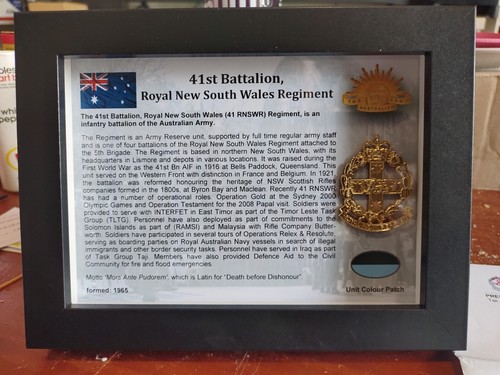 41st Battalion,
Royal New South Wales Regiment
The 41st Battalion, Royal New South Wales (41 RNSWR) Regiment, is an
infantry battalion of the Australian Army.
The Regiment is an Army Reserve unit, supported by full time regular army staff
and is one of four battalions of the Royal New South Wales Regiment attached to
the 5th Brigade. The Regiment is based in northern New South Wales, with its
headquarters in Lismore and depots in various locations. It was raised during the
First World War as the 41st Bn AIF in 1916 at Bells Paddock, Queensland. This
unit served on the Western Front with distinction in France and Belgium. In 1921,
the battalion was reformed honouring the heritage of NSW Scottish Rifles
companies formed in the 1800s, at Byron Bay and Maclean. Recently 41 RNSWR
has had a number of operational roles. Operation Gold at the Sydney 2000
Olympic Games and Operation Testament for the 2008 Papal visit. Soldiers were
provided to serve with INTERFET in East Timor as part of the Timor Leste Task
Group (TLTG). Personnel have also deployed as part of commitments to the
Solomon Islands as part of (RAMSI) and Malaysia with Rifle Company Butter-
worth. Soldiers have participated in several tours of Operations Relex & Resolute,
serving as boarding parties on Royal Australian Navy vessels in search of illegal
immigrants and other border security tasks. Personnel have served in Iraq as part
of Task Group Taji. Members have also provided Defence Aid to the Civil
Community for fire and flood emergencies.
Motto 'Mors Ante Pudorem', which is Latin for "Death before Dishonour".
formed: 1965
Unit Colour Patch